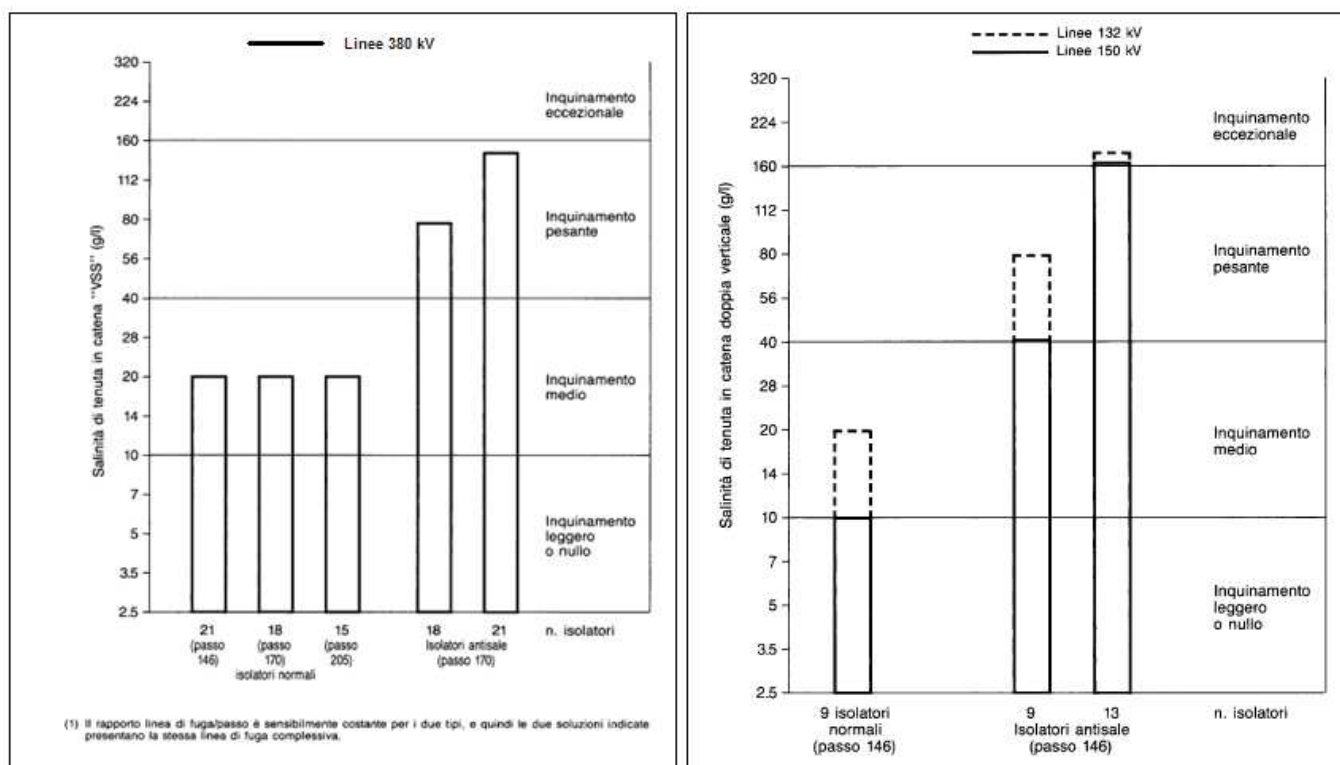 Linee 380 kV
Salinità di tenuta in catena "VSS" (g/l)
320
224
160
112
80
56
40
28
20
14
10
7
5
3.5
2.5
Inquinamento
eccezionale
Inquinamento
pesante
Inquinamento
medio
Inquinamento
leggero
o nullo
21
(passo
146)
18
(passo
170)
15
(passo
205)
isolatori normali
18
21
Isolatori antisale
(passo 170)
n. isolatori
(1) Il rapporto linea di fuga/passo è sensibilmente costante per i due tipi, e quindi le due soluzioni indicate
presentano la stessa linea di fuga complessiva.
Linee 132 kV
Linee 150 kV
Salinità di tenuta in catena doppia verticale (g/l)
320
224
160
112
80
56
40
28
20
14
10
7
5
3.5
2.5
Inquinamento
eccezionale
Inquinamento
pesante
Inquinamento
medio
Inquinamento
leggero
o nullo
9 isolatori
normali
(passo 146)
9
13
Isolatori antisale
(passo 146)
n. isolatori